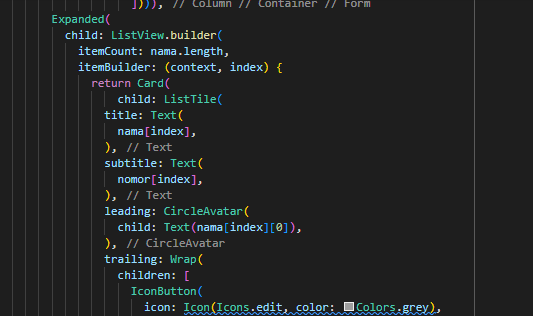 ]))), // Column // Container // Form
Expanded(
child: ListView.builder(
itemCount: nama.length,
itemBuilder: (context, index) {
return Card(
child: ListTile(
title: Text(
nama[index],
), // Text
subtitle: Text(
nomor[index],
), // Text
leading: CircleAvatar(
child: Text(nama[index][0]),
), // CircleAvatar
trailing: Wrap(
children: [
IconButton(
icon: Icon(Icons.edit, color: Colors.grey),